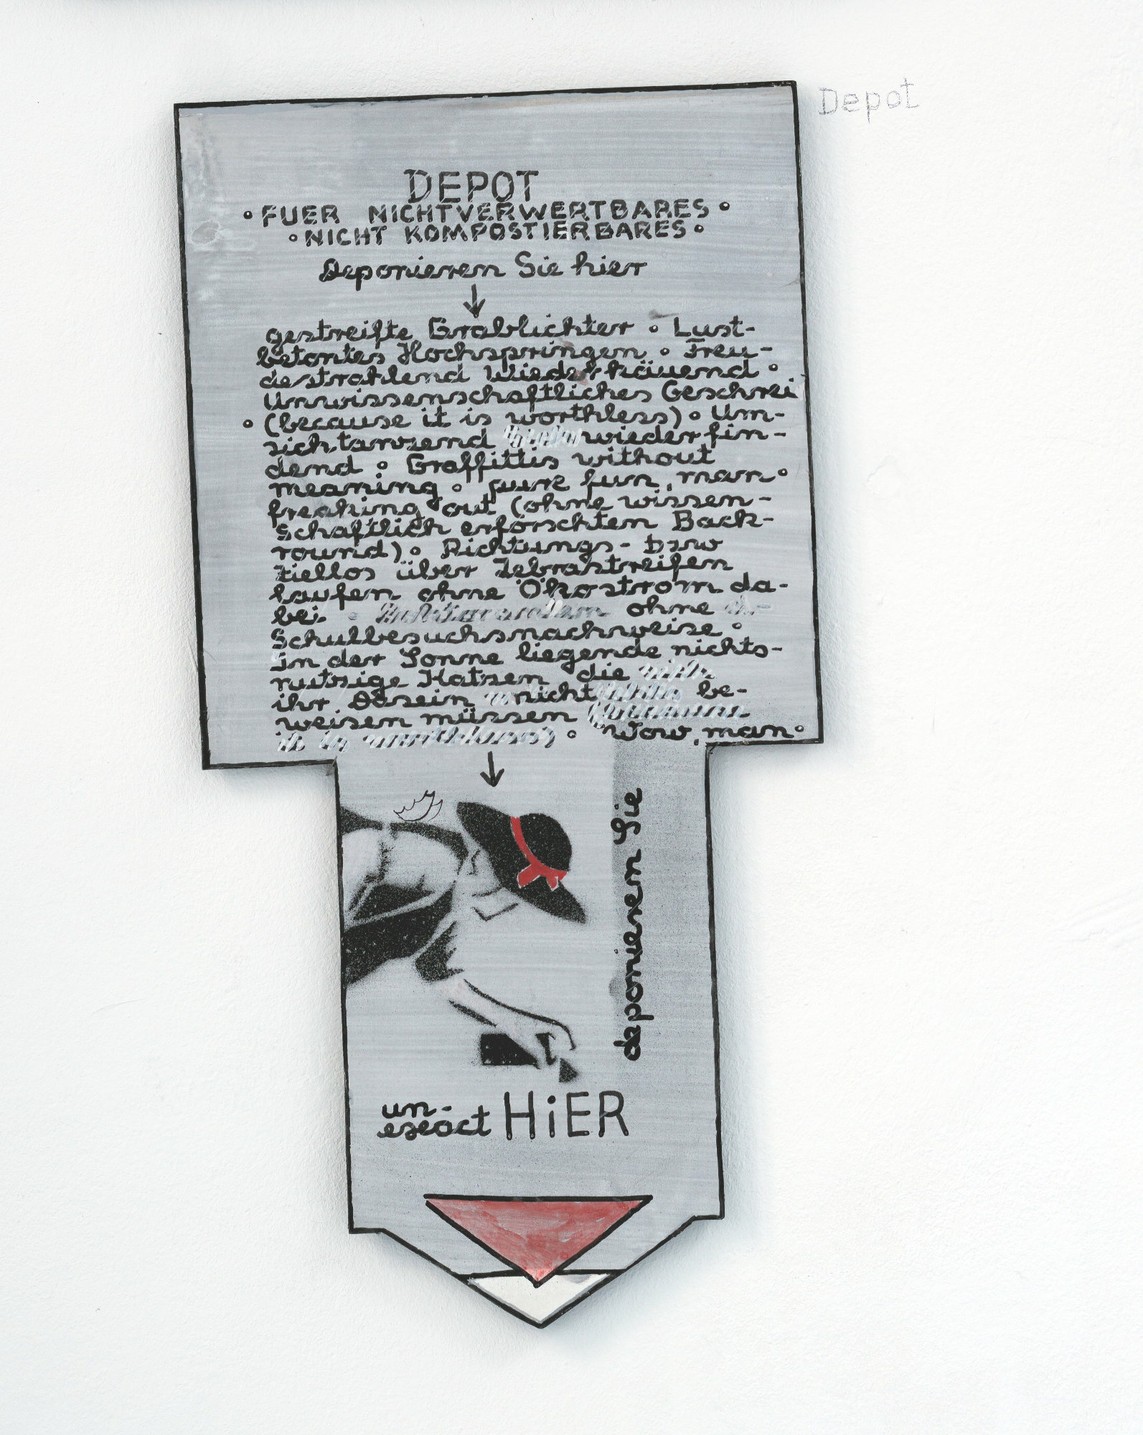 Depot
DEPOT
• FUER NICHTVERWERTBARES •
• NICHT KOMPOSTIERBARES •
Deponieren Sie hier
↓
gestreifte Grablichter • Lust-
betontes Hochspringen • Freu-
destrahlend Wiederkäuend •
Unwissenschaftliches Geschrei
• (because it is worthless) • Um-
sichtanzend wiederfin-
dend • Graffittis without
meaning • pure fun, man •
freaking out (ohne wissen-
schaftlich erforschten Back-
round) • Richtungs- bzw
ziellos über Zebrastreifen
laufen ohne Ökostrom da-
bei • ohne
Schulbesuchsnachweise •
in der Sonne liegende nichts-
nutzige Katzen die
ihr Dasein nicht be-
weisen müssen
• Wow, man •
↓
deponieren Sie
un-
exact HiER